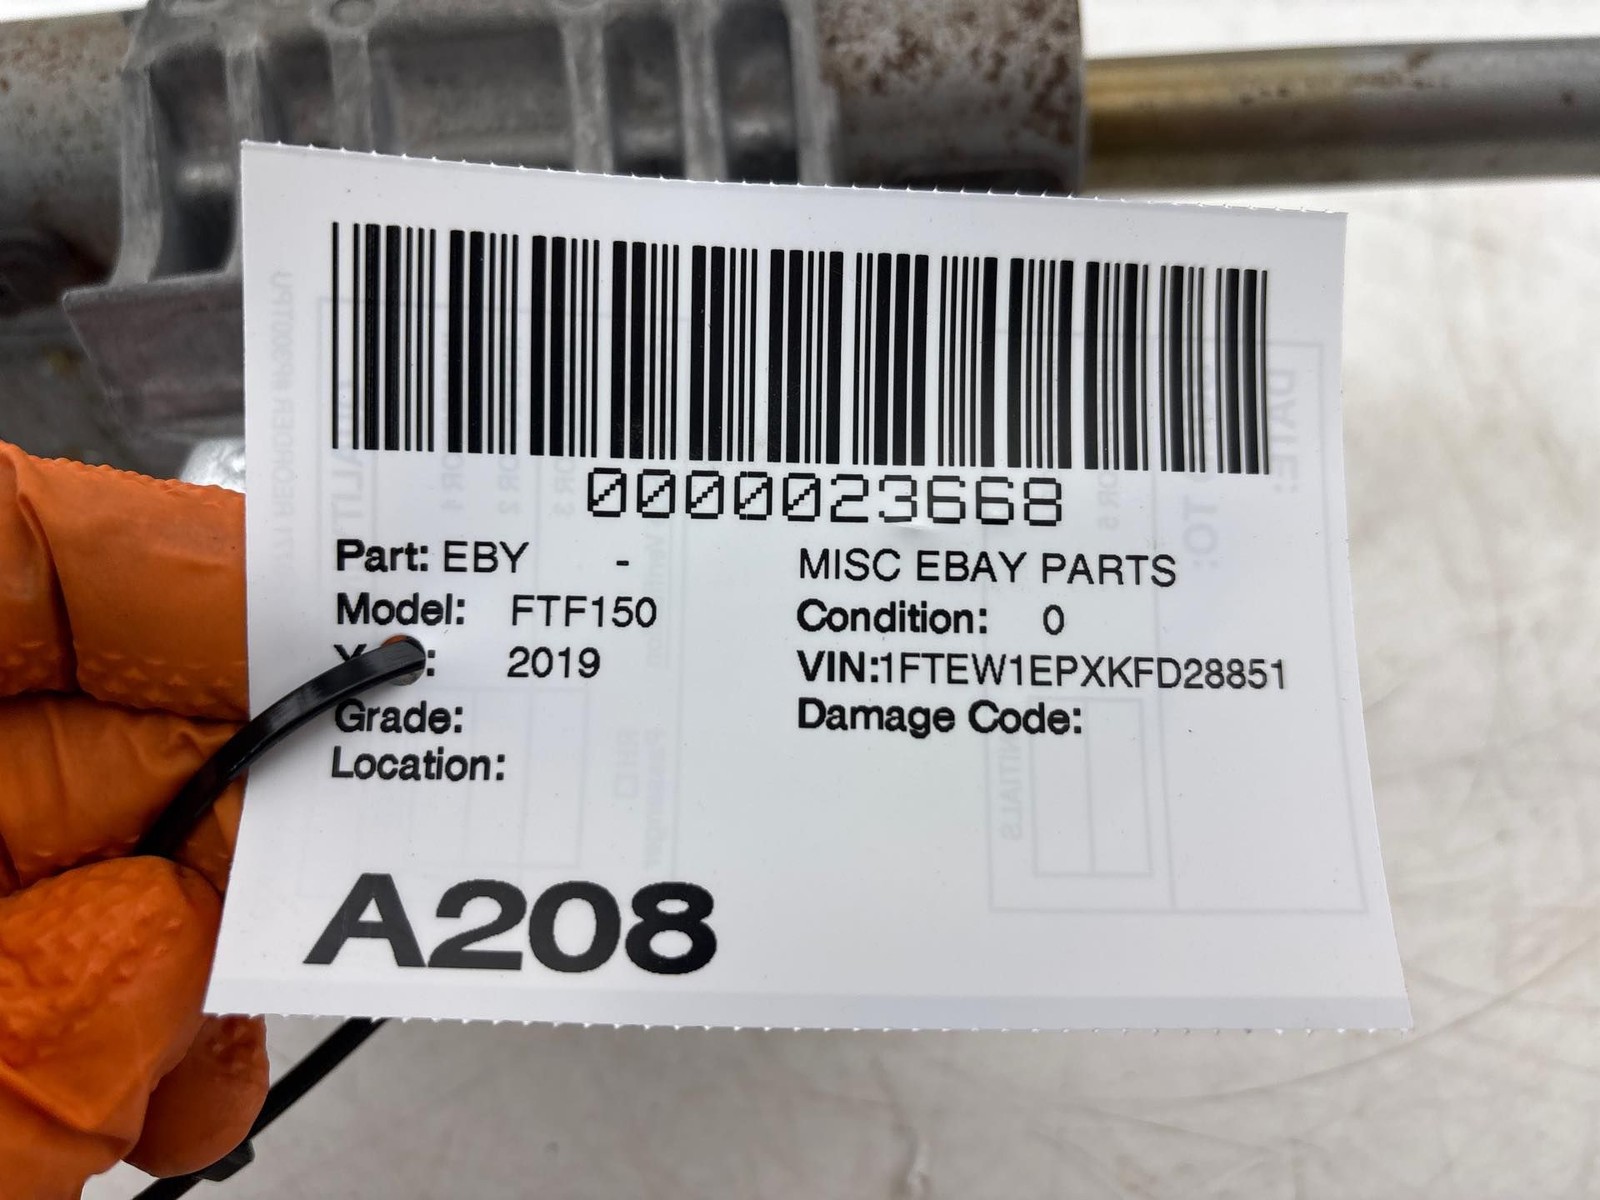 0000023668
Part: EBY - MISC EBAY PARTS
Model: FTF150 Condition: 0
2019 VIN:1FTEW1EPXKFD28851
Grade: Damage Code:
Location:
A208